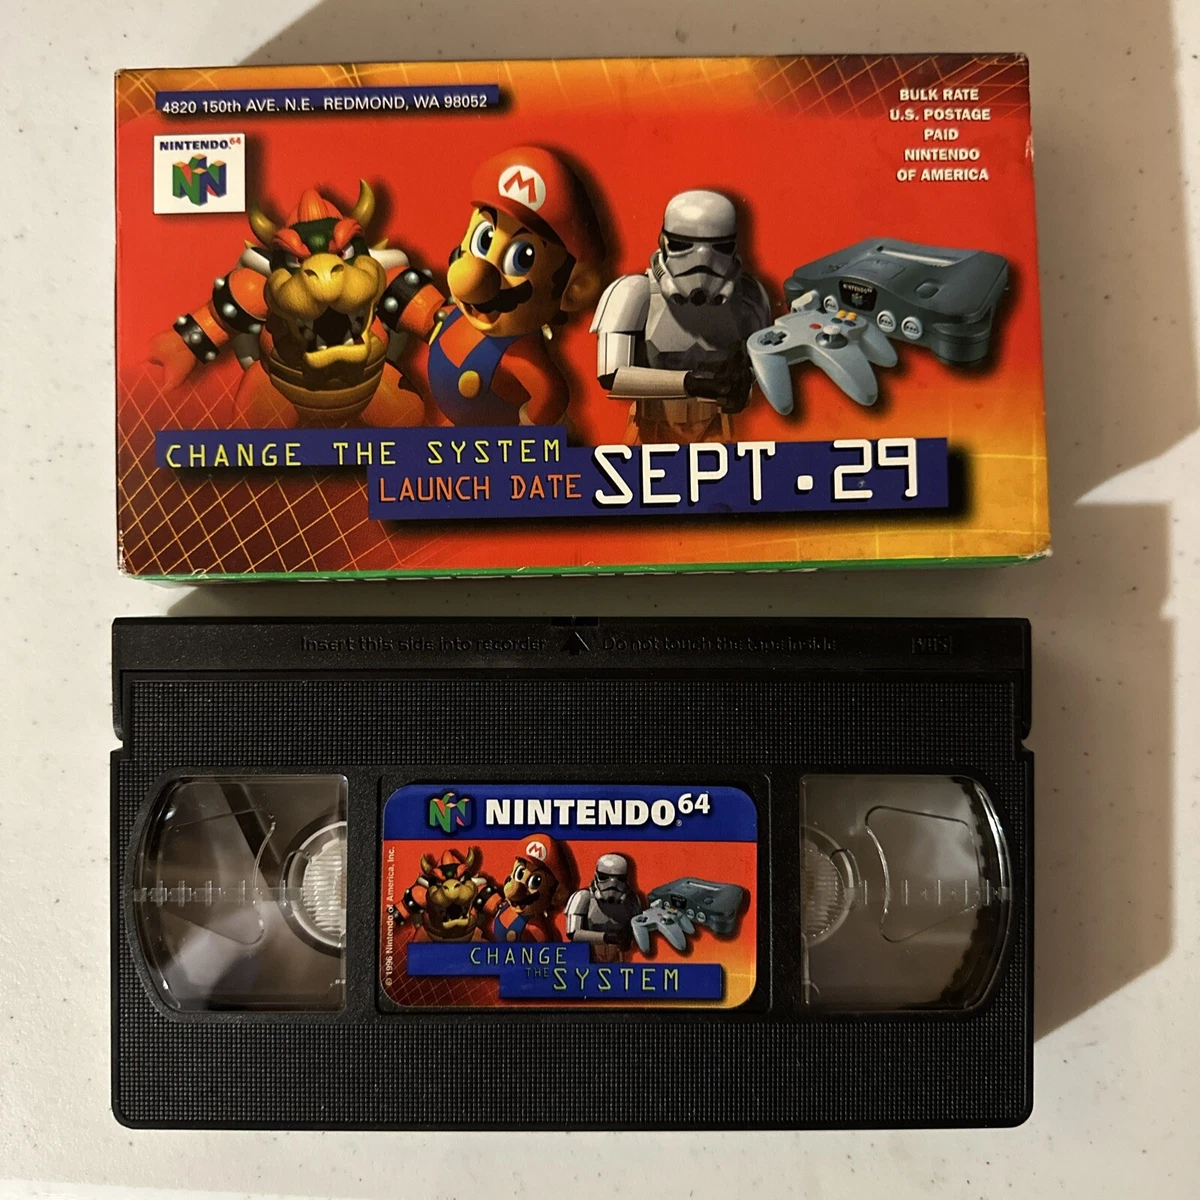 4820 150th AVE. N.E. REDMOND, WA 98052
BULK RATE
U.S. POSTAGE
PAID
NINTENDO
OF AMERICA
NINTENDO64
M
NINTENDO64
CHANGE THE SYSTEM
LAUNCH DATE SEPT. 29
Insert this side into recorder Do not touch the tape inside VHS
NINTENDO64®
M
© 1996 Nintendo of America, Inc.
CHANGE
THE SYSTEM